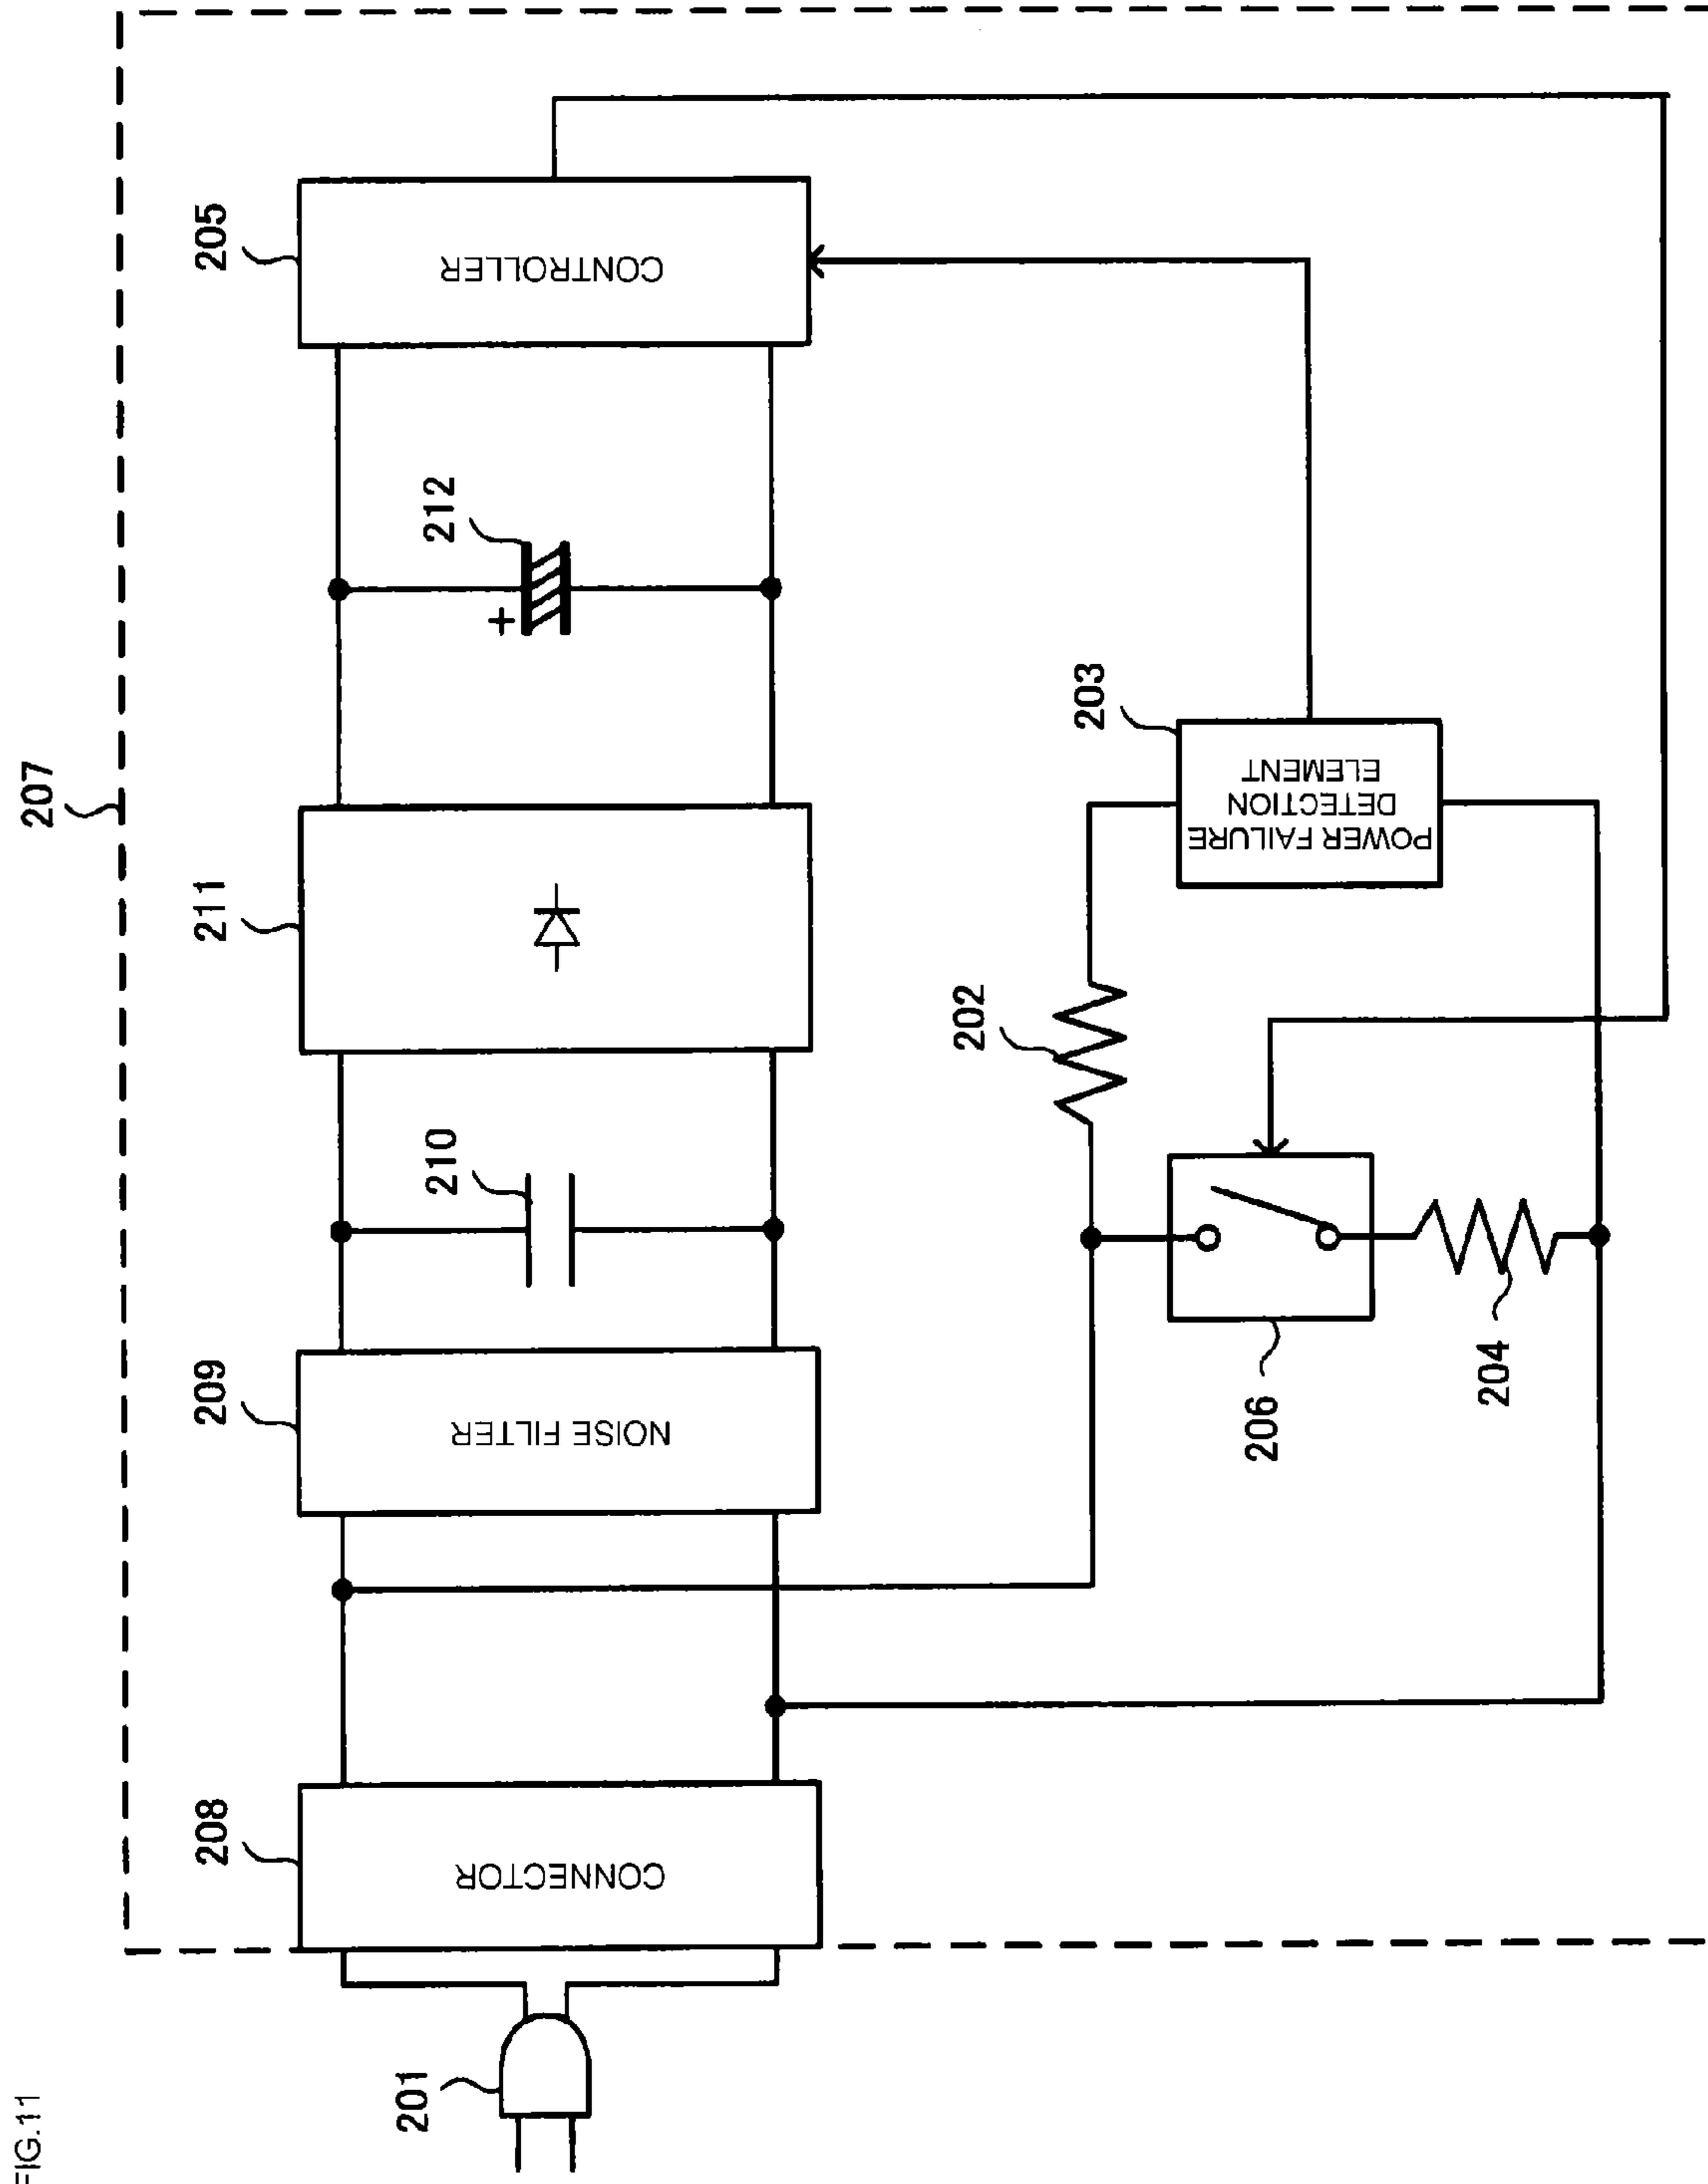 FIG.11
207
201
208
CONNECTOR
209
NOISE FILTER
210
211
212
+
205
CONTROLLER
202
203
POWER FAILURE
DETECTION
ELEMENT
206
204